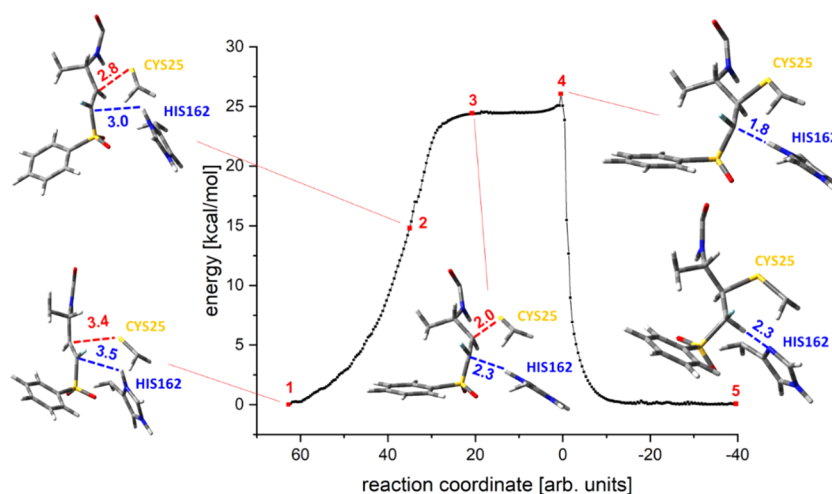 CYS25
2.8
3.0
HIS162
3.4
CYS25
3.5
HIS162
energy [kcal/mol]
30
25
20
15
10
5
0
1
2
3
4
5
2.0
CYS25
2.3
HIS162
CYS25
1.8
HIS162
CYS25
2.3
HIS162
60
40
20
0
-20
-40
reaction coordinate [arb. units]